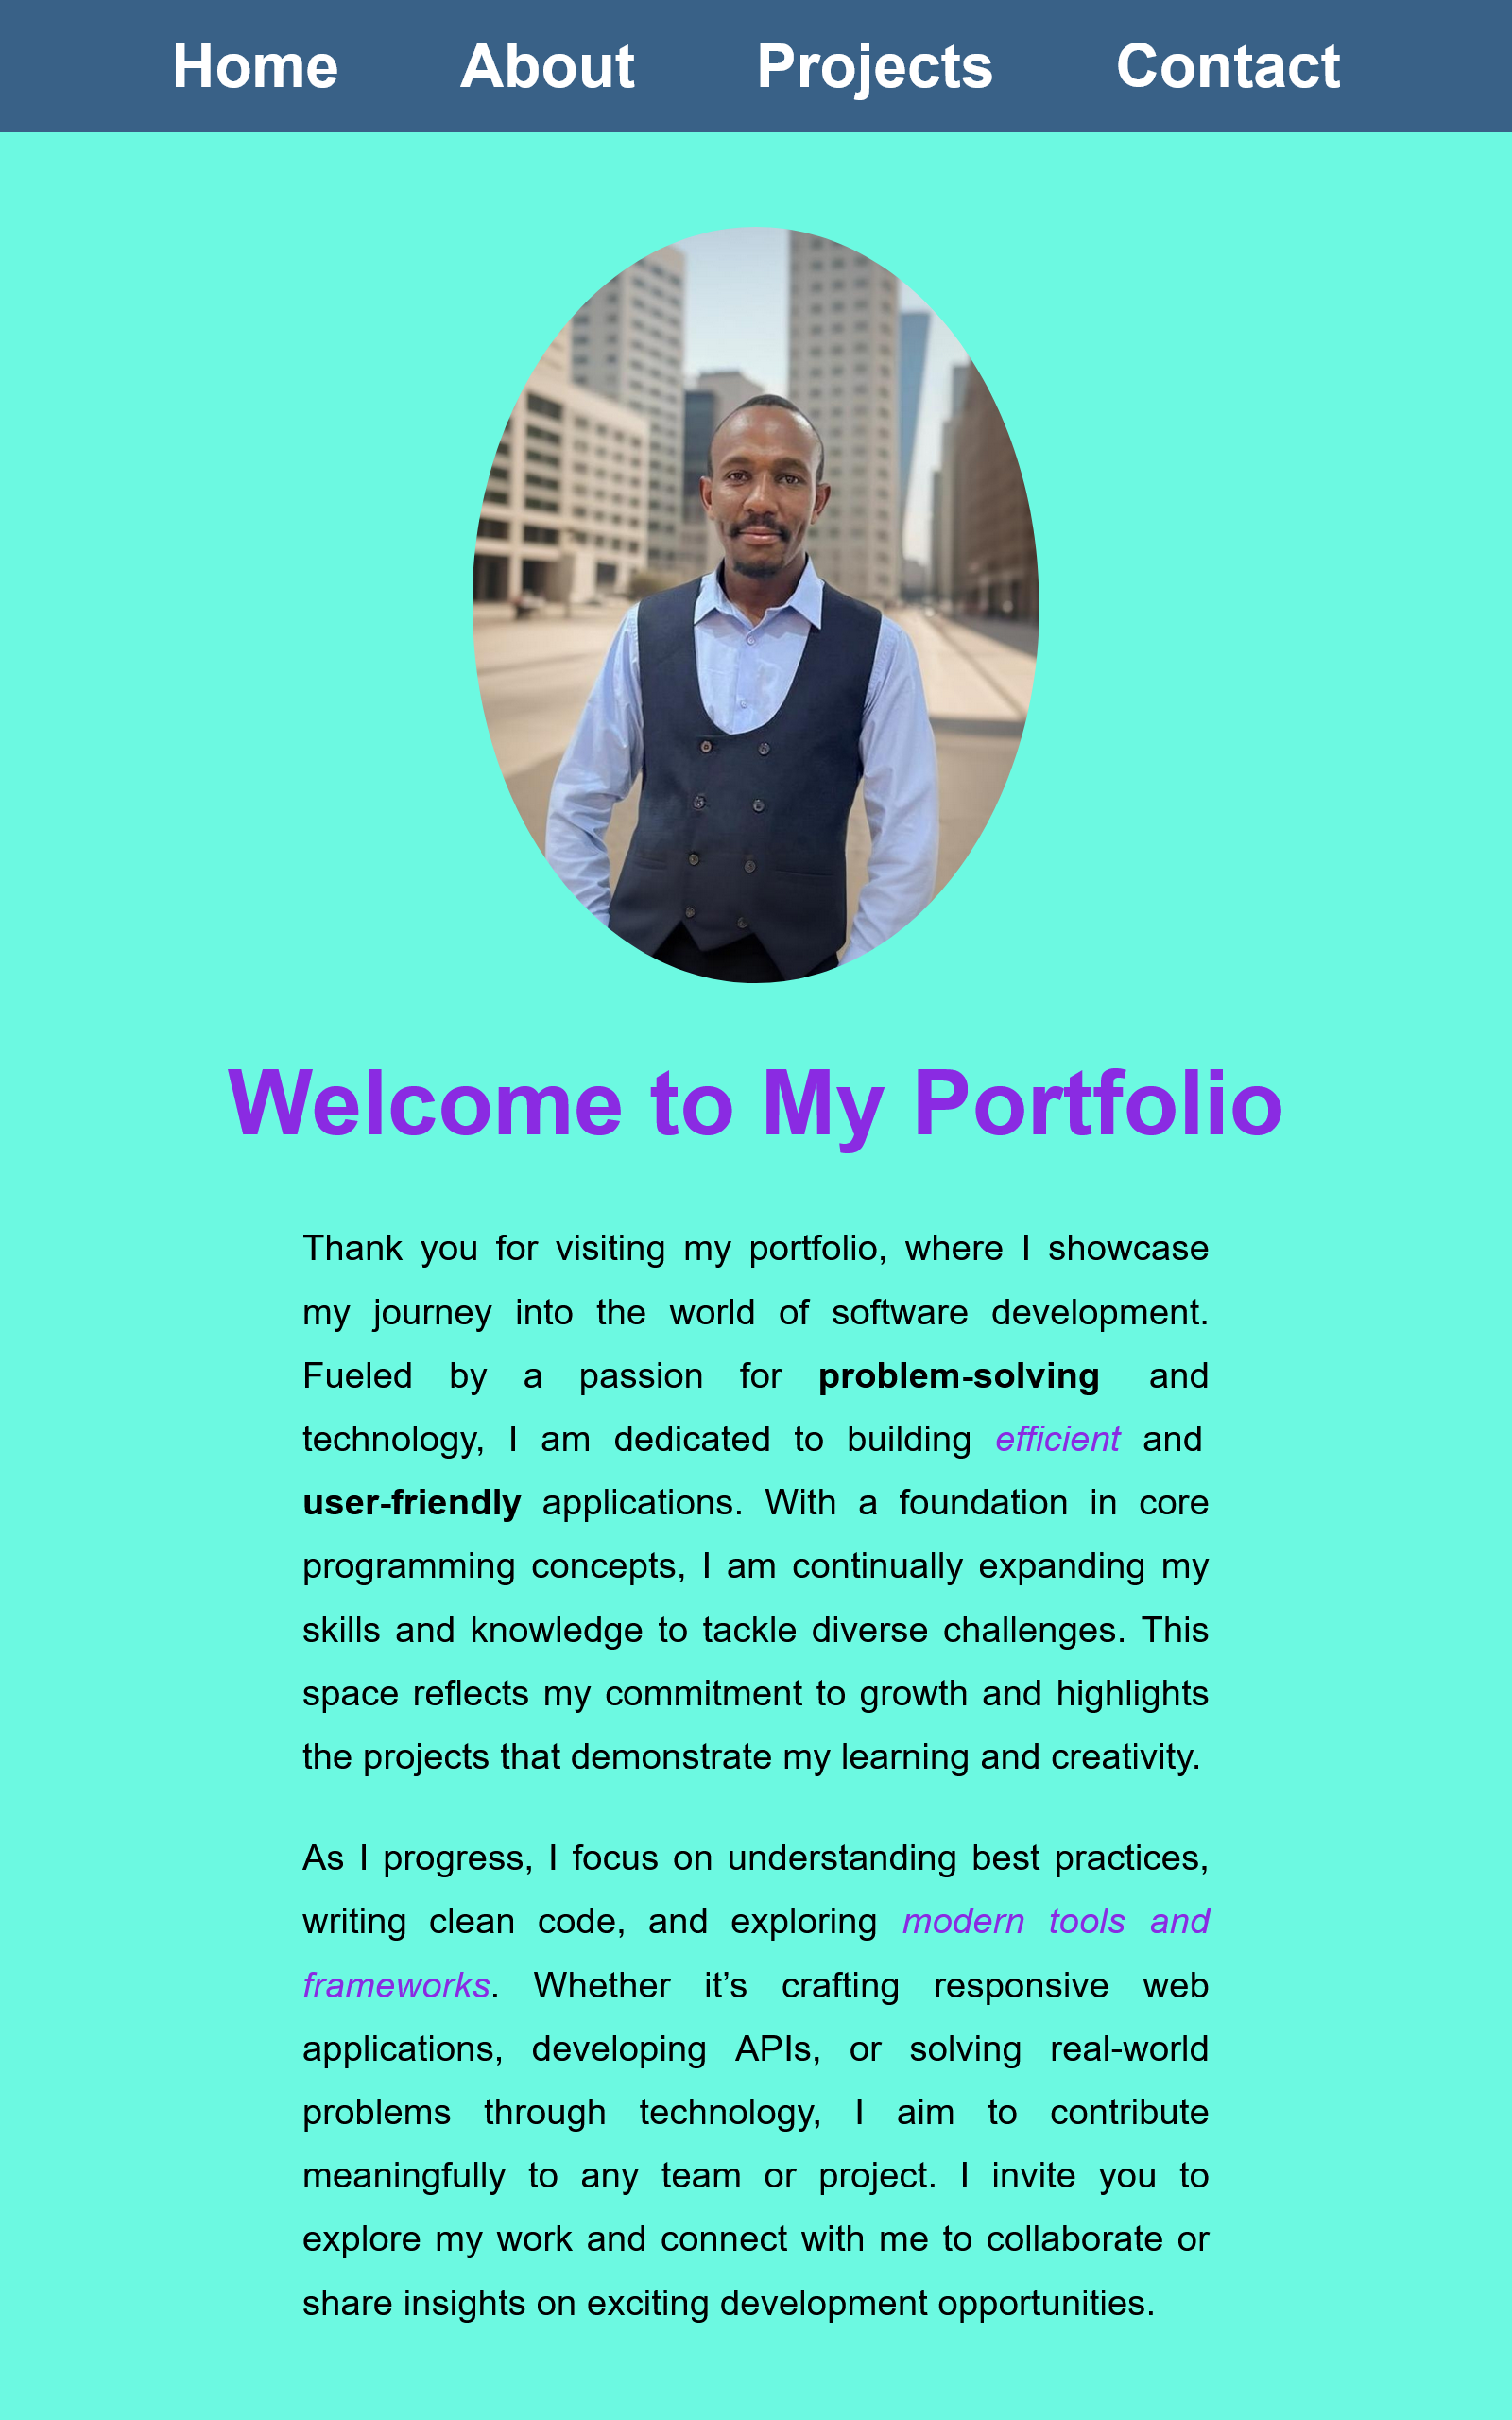 Home About Projects Contact
Welcome to My Portfolio
Thank you for visiting my portfolio, where I showcase
my journey into the world of software development.
Fueled by a passion for problem-solving and
technology, I am dedicated to building efficient and
user-friendly applications. With a foundation in core
programming concepts, I am continually expanding my
skills and knowledge to tackle diverse challenges. This
space reflects my commitment to growth and highlights
the projects that demonstrate my learning and creativity.
As I progress, I focus on understanding best practices,
writing clean code, and exploring modern tools and
frameworks. Whether it’s crafting responsive web
applications, developing APIs, or solving real-world
problems through technology, I aim to contribute
meaningfully to any team or project. I invite you to
explore my work and connect with me to collaborate or
share insights on exciting development opportunities.